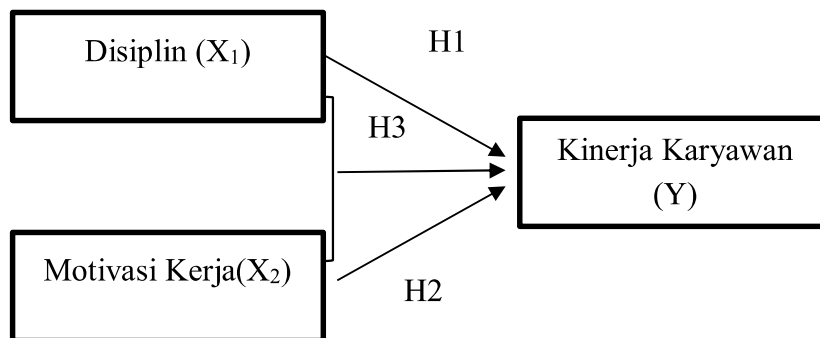 Disiplin (X₁)
H1
H3
Kinerja Karyawan
(Y)
Motivasi Kerja(X₂)
H2